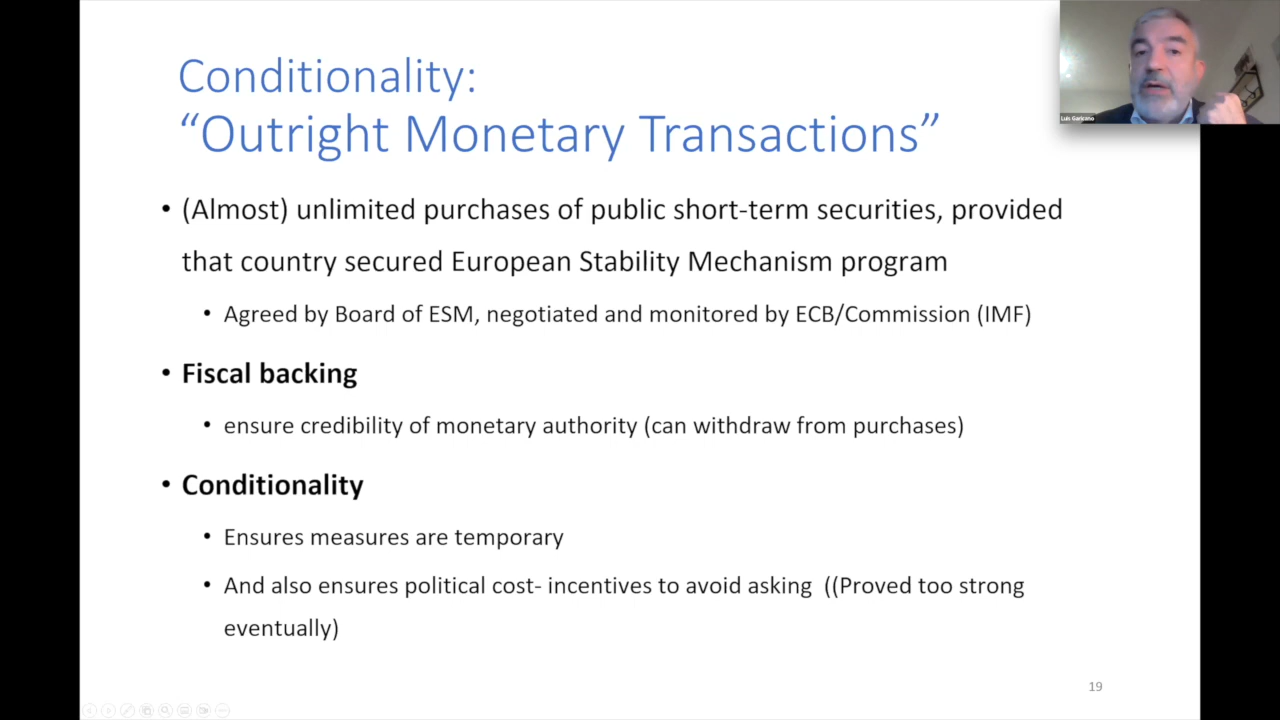 Conditionality:
“Outright Monetary Transactions”
• (Almost) unlimited purchases of public short-term securities, provided
that country secured European Stability Mechanism program
• Agreed by Board of ESM, negotiated and monitored by ECB/Commission (IMF)
• Fiscal backing
• ensure credibility of monetary authority (can withdraw from purchases)
• Conditionality
• Ensures measures are temporary
• And also ensures political cost- incentives to avoid asking ((Proved too strong
eventually)
19
Luis Garicano